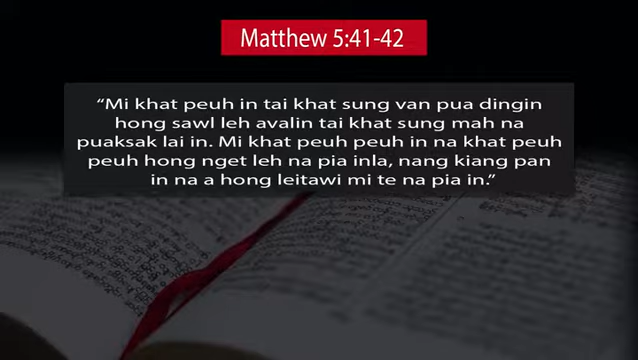 Matthew 5:41-42
“Mi khat peuh in tai khat sung van pua dingin
hong sawl leh avalin tai khat sung mah na
puaksak lai in. Mi khat peuh peuh in na khat peuh
peuh hong nget leh na pia inla, nang kiang pan
in na a hong leitawi mi te na pia in.”